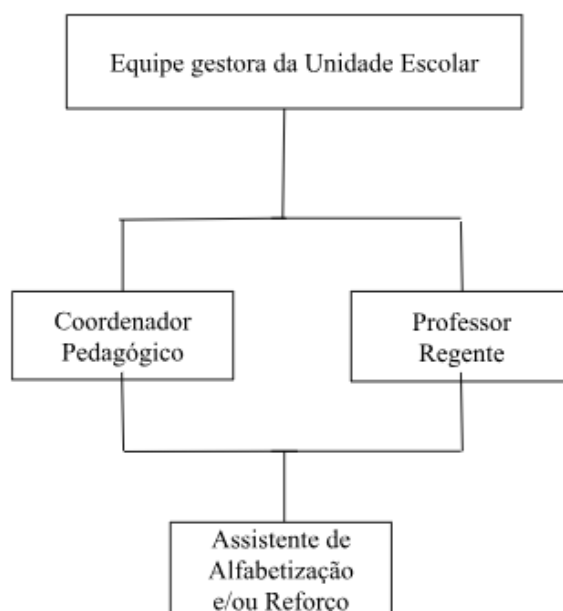 Equipe gestora da Unidade Escolar
Coordenador
Pedagógico
Professor
Regente
Assistente de
Alfabetização
e/ou Reforço